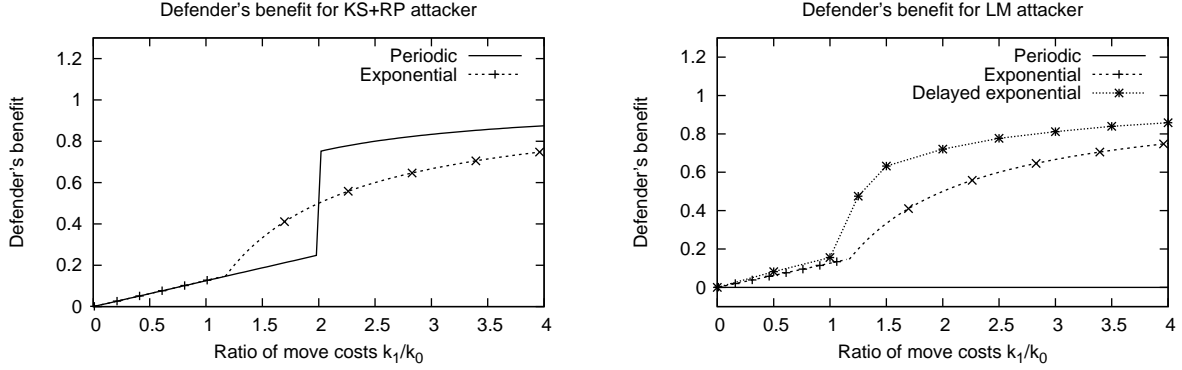 Defender's benefit for KS+RP attacker
Periodic
Exponential
Defender's benefit
1.2
1
0.8
0.6
0.4
0.2
0
0 0.5 1 1.5 2 2.5 3 3.5 4
Ratio of move costs k1/k0
Defender's benefit for LM attacker
Periodic
Exponential
Delayed exponential
Defender's benefit
1.2
1
0.8
0.6
0.4
0.2
0
0 0.5 1 1.5 2 2.5 3 3.5 4
Ratio of move costs k1/k0